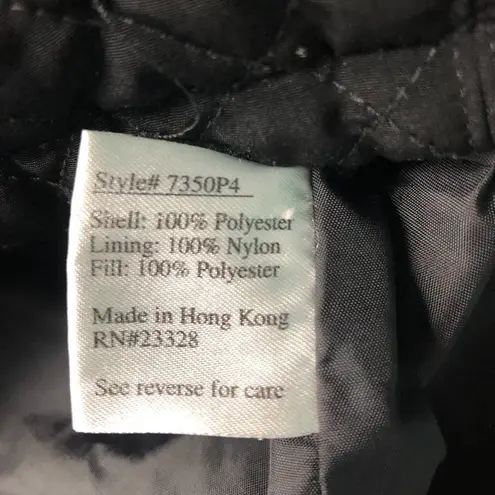 Style# 7350P4
Shell: 100% Polyester
Lining: 100% Nylon
Fill: 100% Polyester
Made in Hong Kong
RN#23328
See reverse for care